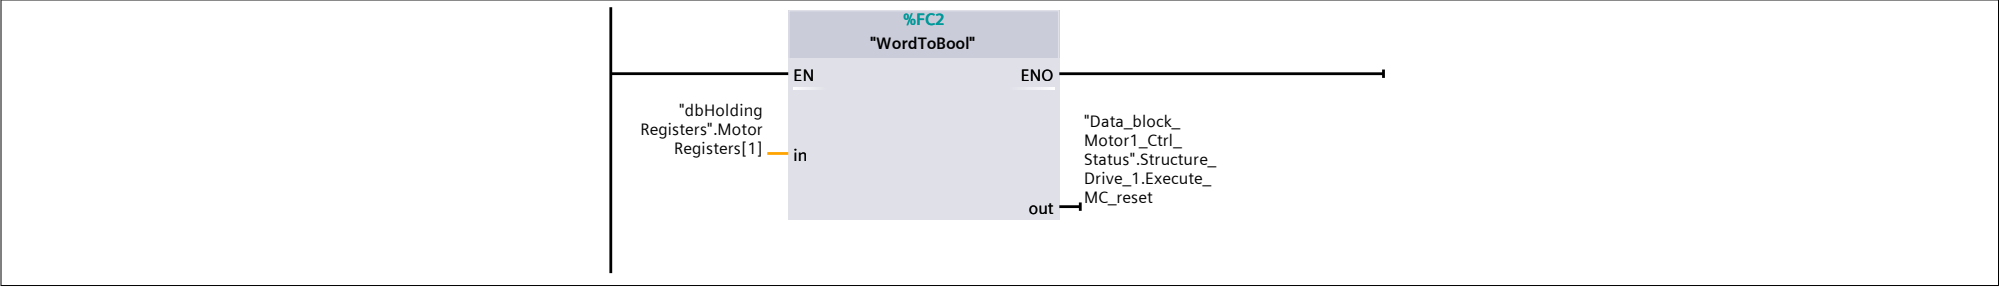 %FC2
"WordToBool"
EN
ENO
"dbHolding
Registers".Motor
Registers[1]
in
"Data_block_
Motor1_Ctrl_
Status".Structure_
Drive_1.Execute_
MC_reset
out